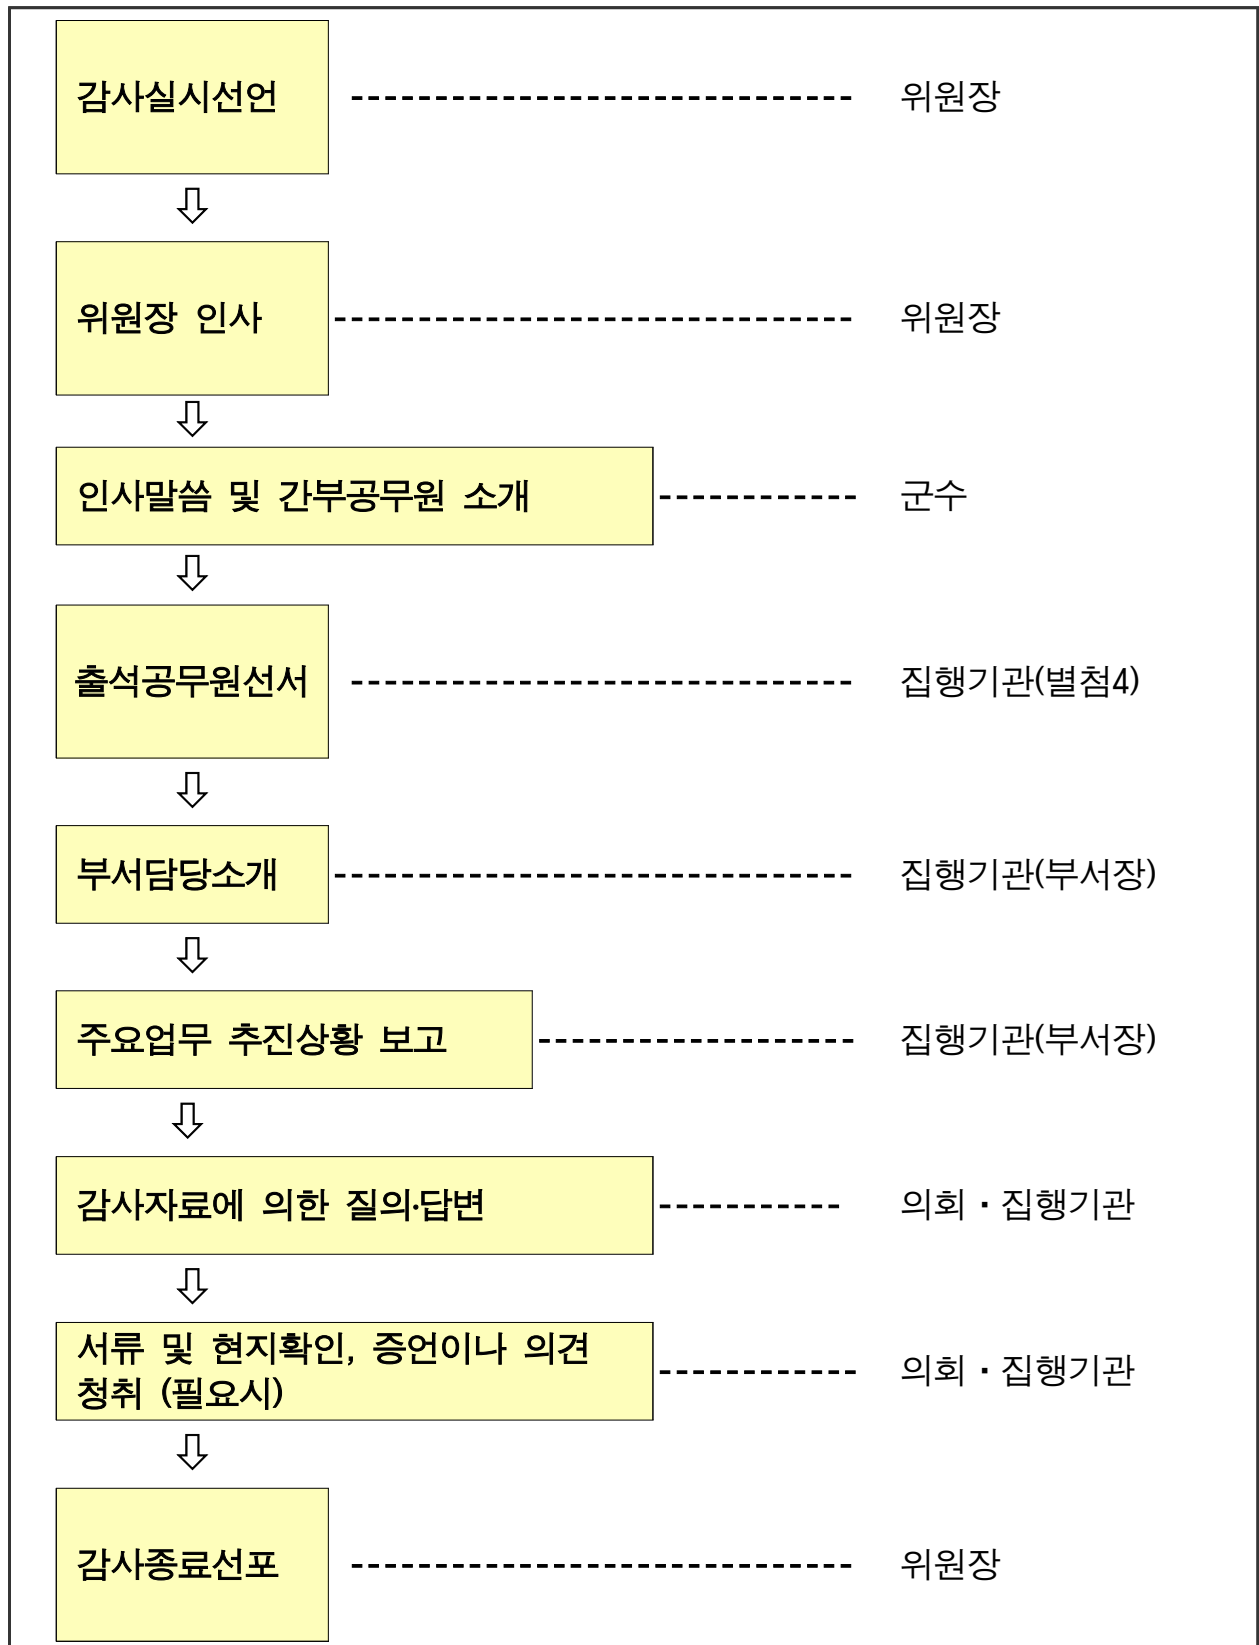 감사실시선언 위원장
위원장 인사 위원장
인사말씀 및 간부공무원 소개 군수
출석공무원선서 집행기관(별첨4)
부서담당소개 집행기관(부서장)
주요업무 추진상황 보고 집행기관(부서장)
감사자료에 의한 질의·답변 의회·집행기관
서류 및 현지확인, 증언이나 의견
청취 (필요시) 의회·집행기관
감사종료선포 위원장